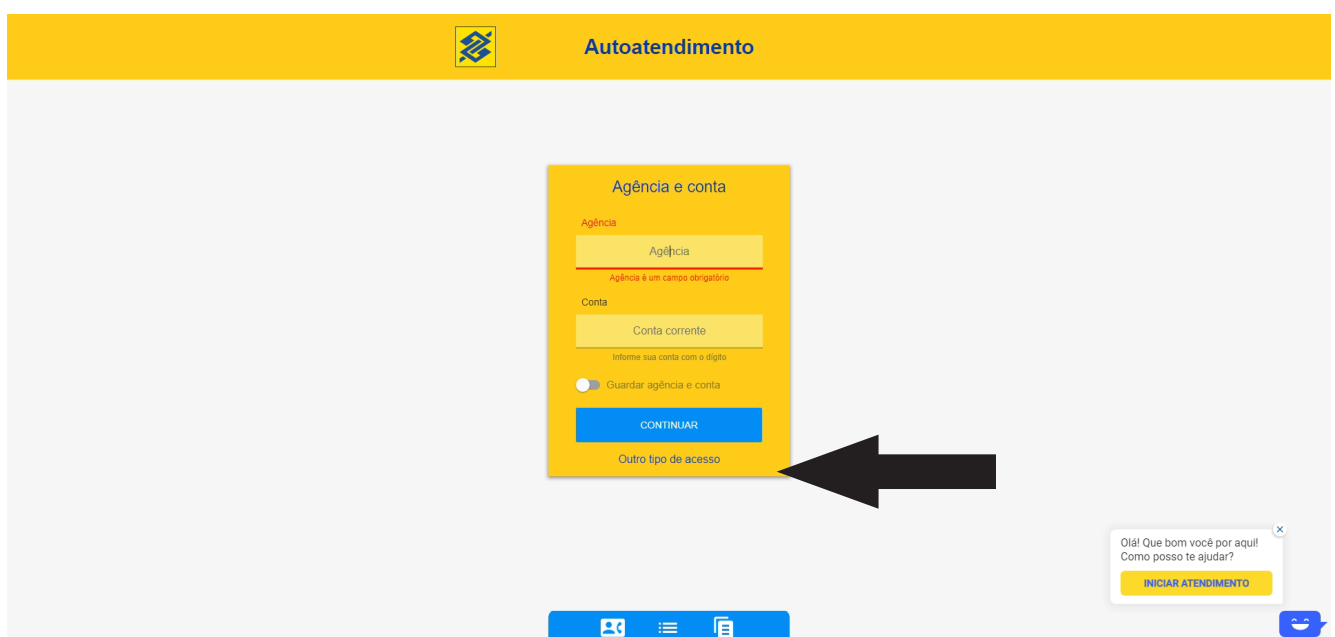 Autoatendimento
Agência e conta
Agência
Agência
Agência é um campo obrigatório
Conta
Conta corrente
Informe sua conta com o dígito
Guardar agência e conta
CONTINUAR
Outro tipo de acesso
Olá! Que bom você por aqui!
Como posso te ajudar?
INICIAR ATENDIMENTO